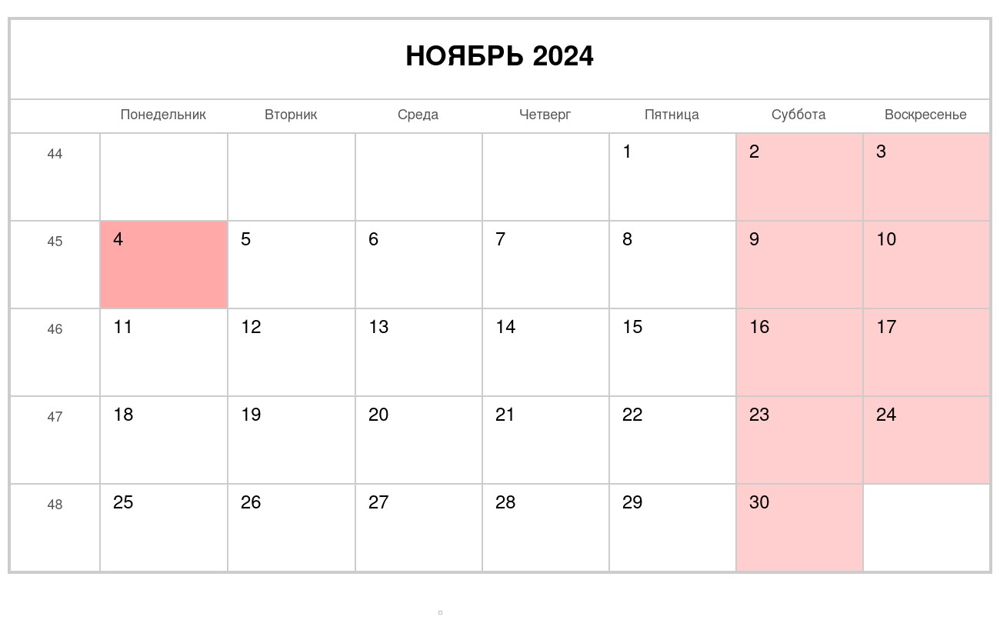 НОЯБРЬ 2024
Понедельник Вторник Среда Четверг Пятница Суббота Воскресенье
44 1 2 3
45 4 5 6 7 8 9 10
46 11 12 13 14 15 16 17
47 18 19 20 21 22 23 24
48 25 26 27 28 29 30